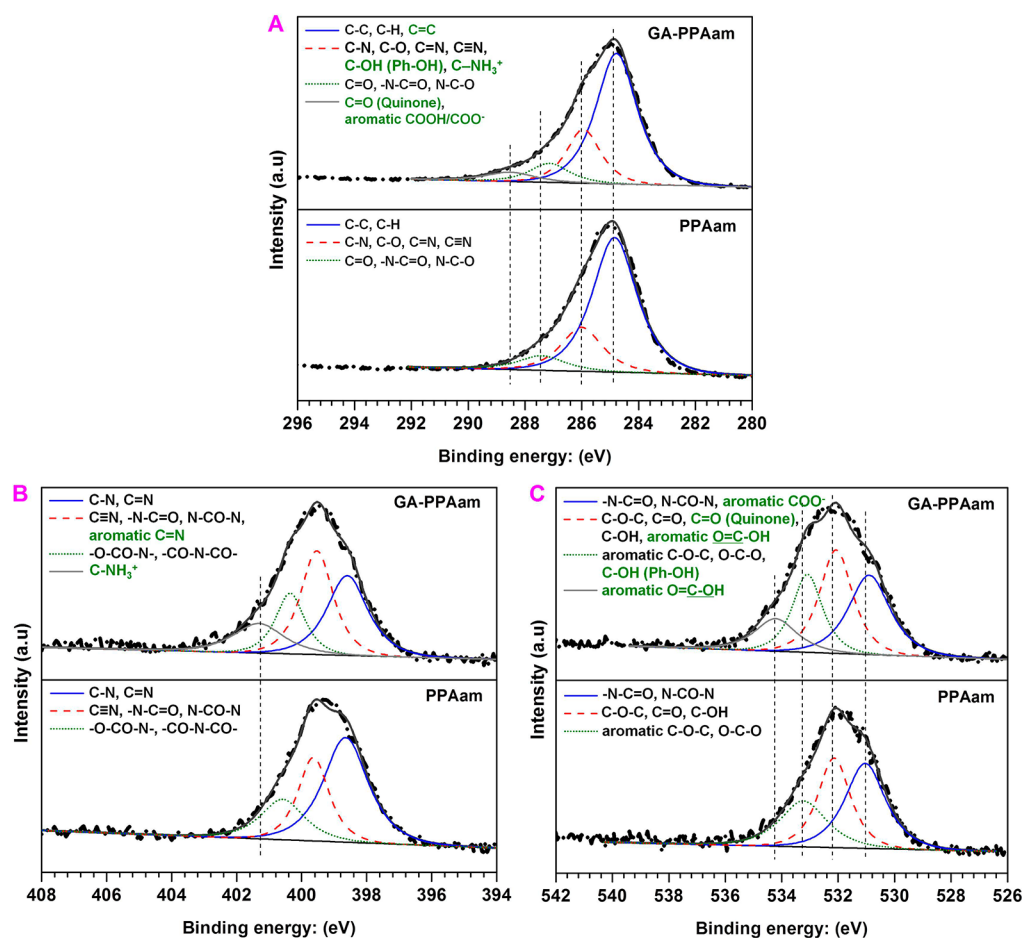 A
GA-PPAam
C-C, C-H, C=C
C-N, C-O, C=N, C≡N,
C-OH (Ph-OH), C–NH₃⁺
C=O, -N-C=O, N-C-O
C=O (Quinone),
aromatic COOH/COO⁻
PPAam
C-C, C-H
C-N, C-O, C=N, C≡N
C=O, -N-C=O, N-C-O
Intensity (a.u)
296 294 292 290 288 286 284 282 280
Binding energy: (eV)
B
GA-PPAam
C-N, C=N
C≡N, -N-C=O, N-CO-N,
aromatic C=N
-O-CO-N-, -CO-N-CO-
C-NH₃⁺
PPAam
C-N, C=N
C≡N, -N-C=O, N-CO-N
-O-CO-N-, -CO-N-CO-
Intensity (a.u)
408 406 404 402 400 398 396 394
Binding energy: (eV)
C
GA-PPAam
-N-C=O, N-CO-N, aromatic COO⁻
C-O-C, C=O, C=O (Quinone),
C-OH, aromatic O=C-OH
aromatic C-O-C, O-C-O,
C-OH (Ph-OH)
aromatic O=C-OH
PPAam
-N-C=O, N-CO-N
C-O-C, C=O, C-OH
aromatic C-O-C, O-C-O
Intensity (a.u)
542 540 538 536 534 532 530 528 526
Binding energy: (eV)